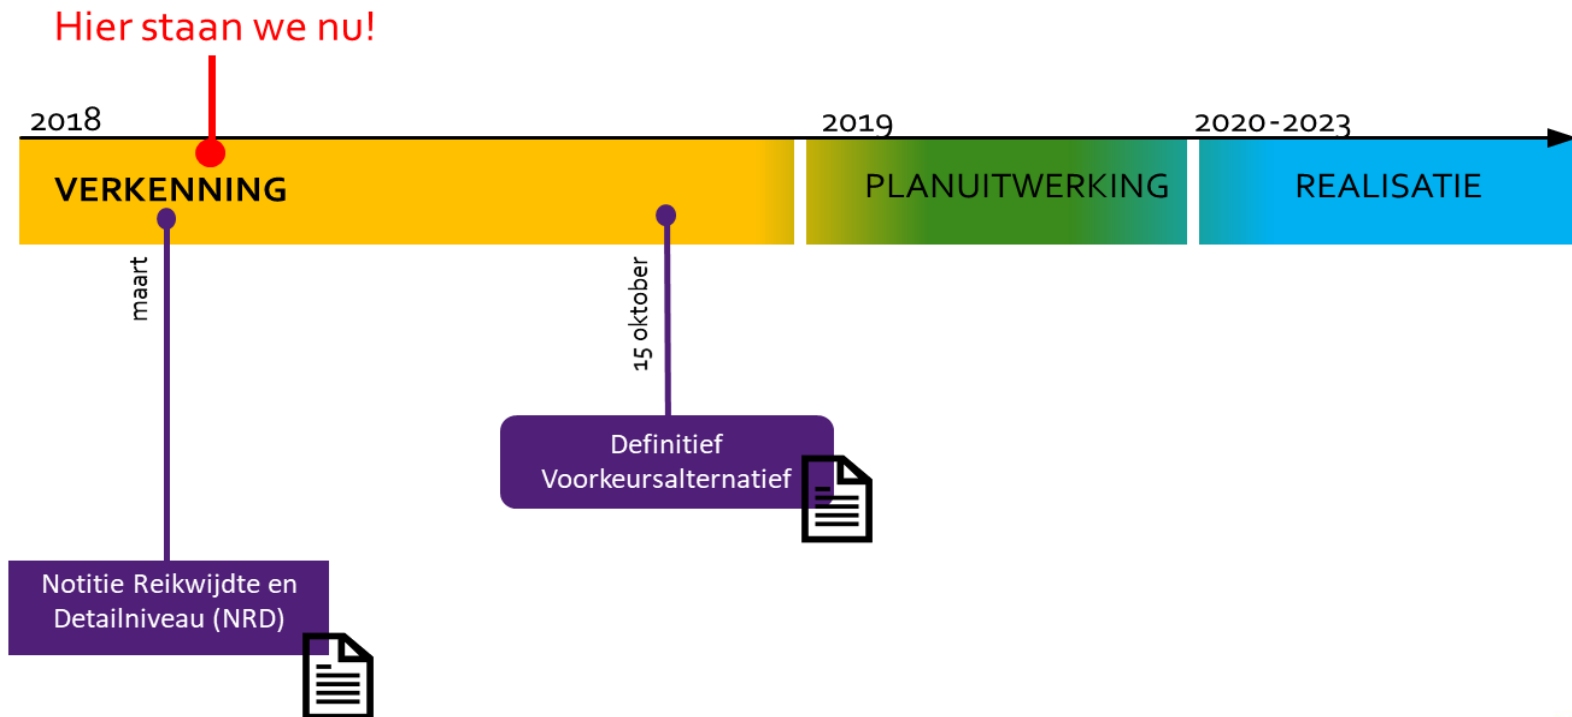 Hier staan we nu!
2018
2019
2020-2023
VERKENNING
PLANUITWERKING
REALISATIE
maart
15 oktober
Definitief
Voorkeursalternatief
Notitie Reikwijdte en
Detailniveau (NRD)